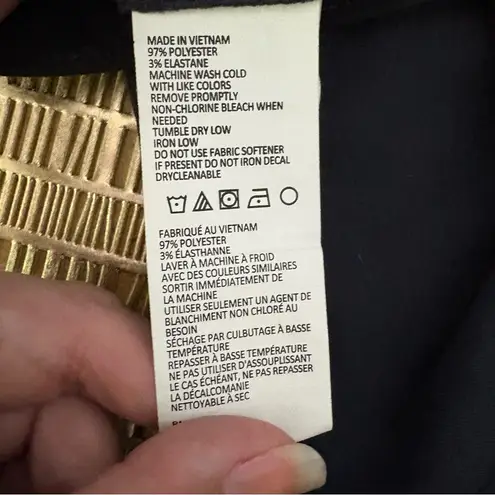 MADE IN VIETNAM
97% POLYESTER
3% ELASTANE
MACHINE WASH COLD
WITH LIKE COLORS
REMOVE PROMPTLY
NON-CHLORINE BLEACH WHEN
NEEDED
TUMBLE DRY LOW
IRON LOW
DO NOT USE FABRIC SOFTENER
IF PRESENT DO NOT IRON DECAL
DRYCLEANABLE
FABRIQUÉ AU VIETNAM
97% POLYESTER
3% ÉLASTHANNE
LAVER À MACHINE À FROID
AVEC DES COULEURS SIMILAIRES
SORTIR IMMÉDIATEMENT DE
LA MACHINE
UTILISER SEULEMENT UN AGENT DE
BLANCHIMENT NON CHLORÉ AU
BESOIN
SÉCHAGE PAR CULBUTAGE À BASSE
TEMPÉRATURE
REPASSER À BASSE TEMPÉRATURE
NE PAS UTILISER D'ASSOUPLISSANT
LE CAS ÉCHÉANT, NE PAS REPASSER
LA DÉCALCOMANIE
NETTOYABLE À SEC